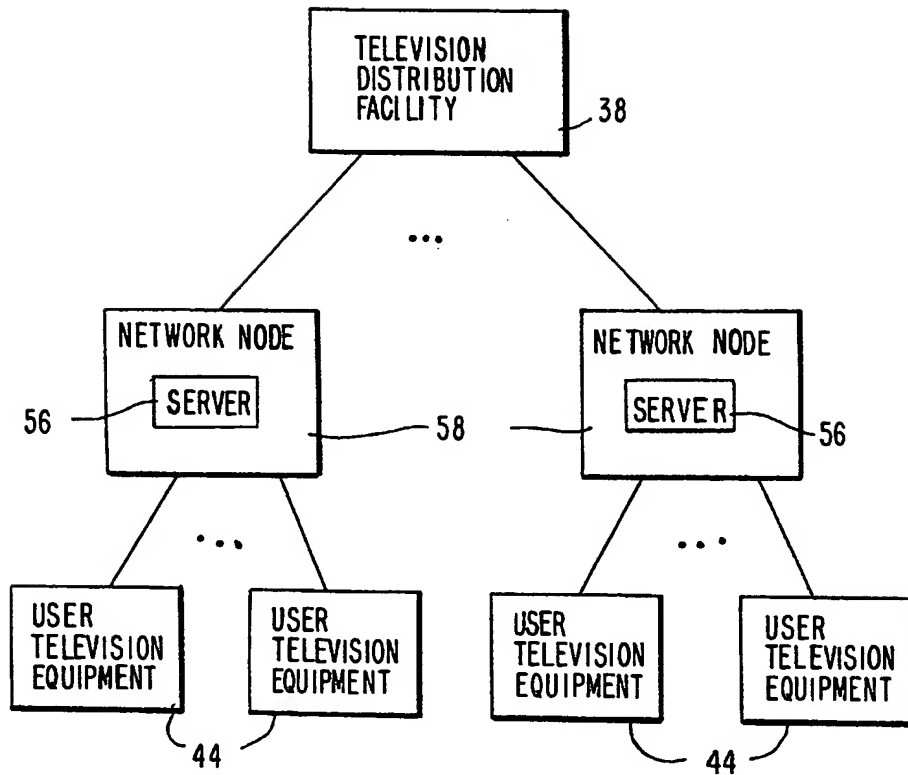 TELEVISION
DISTRIBUTION
FACILITY
38
NETWORK NODE
SERVER
56
58
NETWORK NODE
SERVER
56
USER
TELEVISION
EQUIPMENT
USER
TELEVISION
EQUIPMENT
44
USER
TELEVISION
EQUIPMENT
USER
TELEVISION
EQUIPMENT
44